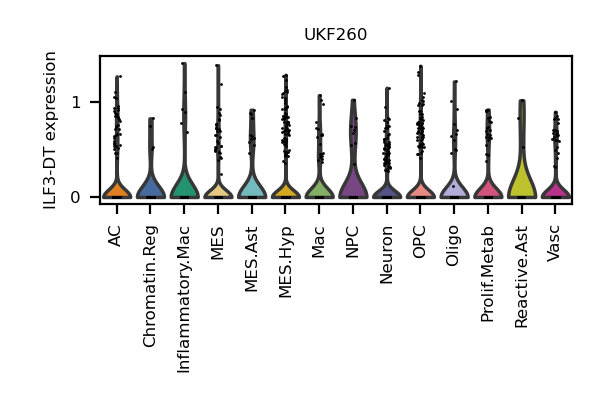 UKF260
ILF3-DT expression
1
0
AC
Chromatin.Reg
Inflammatory.Mac
MES
MES.Ast
MES.Hyp
Mac
NPC
Neuron
OPC
Oligo
Prolif.Metab
Reactive.Ast
Vasc